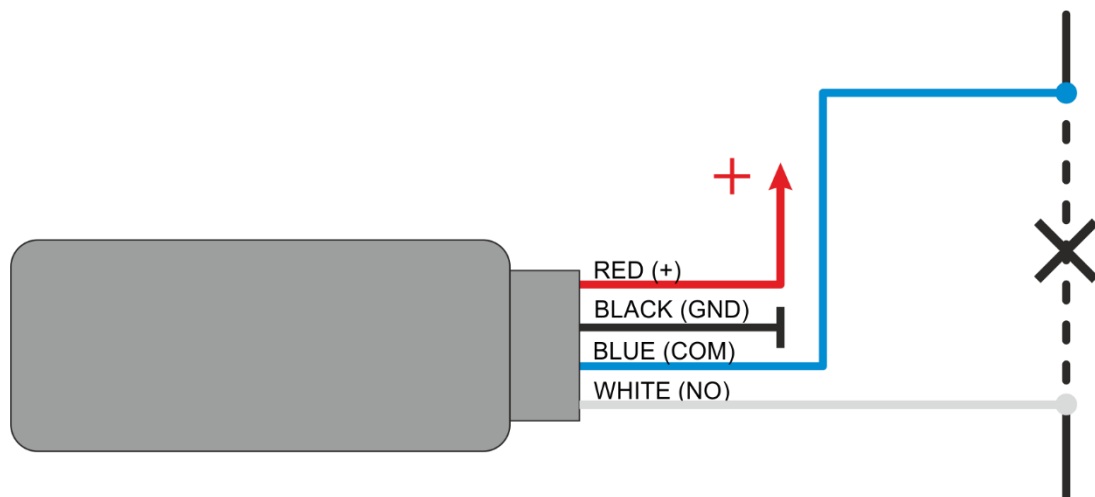 +
RED (+)
BLACK (GND)
BLUE (COM)
WHITE (NO)